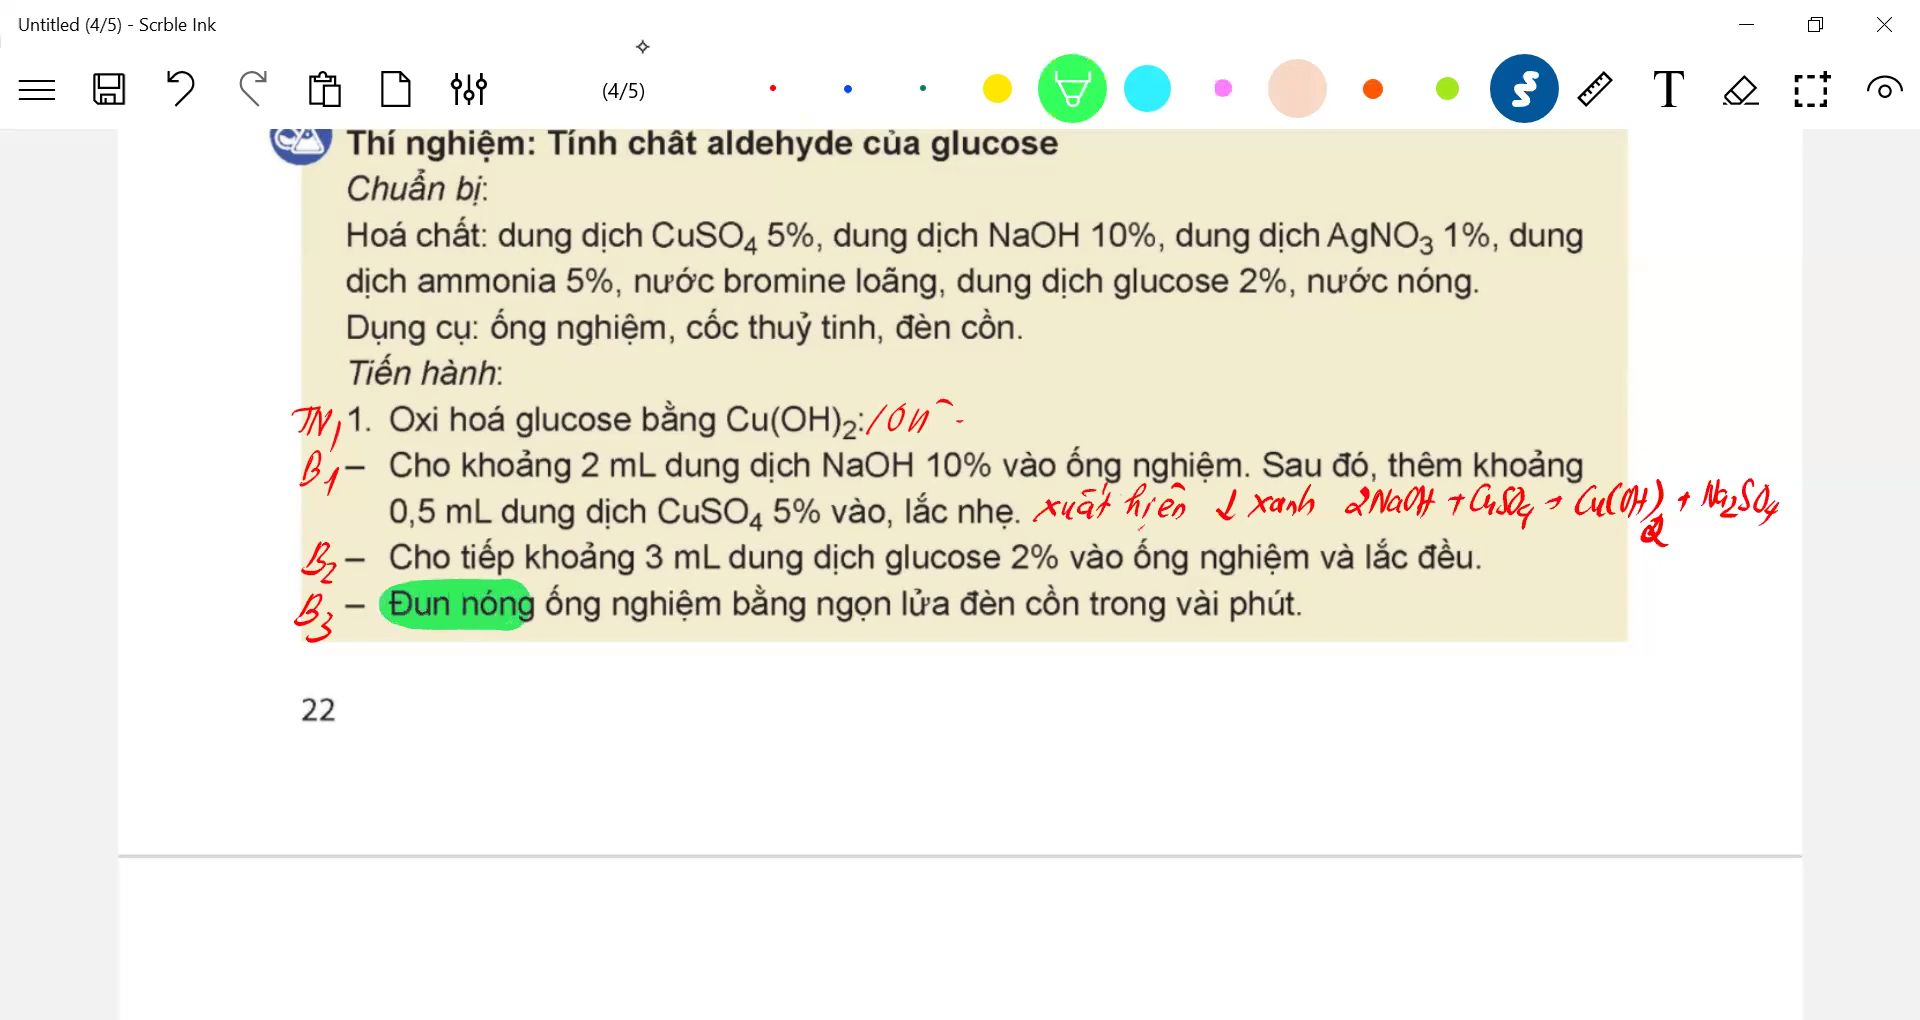 Untitled (4/5) - Scrble Ink
(4/5)
T
Thí nghiệm: Tính chất aldehyde của glucose
Chuẩn bị:
Hoá chất: dung dịch CuSO4 5%, dung dịch NaOH 10%, dung dịch AgNO3 1%, dung
dịch ammonia 5%, nước bromine loãng, dung dịch glucose 2%, nước nóng.
Dụng cụ: ống nghiệm, cốc thuỷ tinh, đèn cồn.
Tiến hành:
TN1 1. Oxi hoá glucose bằng Cu(OH)2:
B1 – Cho khoảng 2 mL dung dịch NaOH 10% vào ống nghiệm. Sau đó, thêm khoảng
0,5 mL dung dịch CuSO4 5% vào, lắc nhẹ. xuất hiện ↓ xanh 2NaOH + CuSO4 → Cu(OH)2 + Na2SO4
B2 – Cho tiếp khoảng 3 mL dung dịch glucose 2% vào ống nghiệm và lắc đều.
B3 – Đun nóng ống nghiệm bằng ngọn lửa đèn cồn trong vài phút.
22